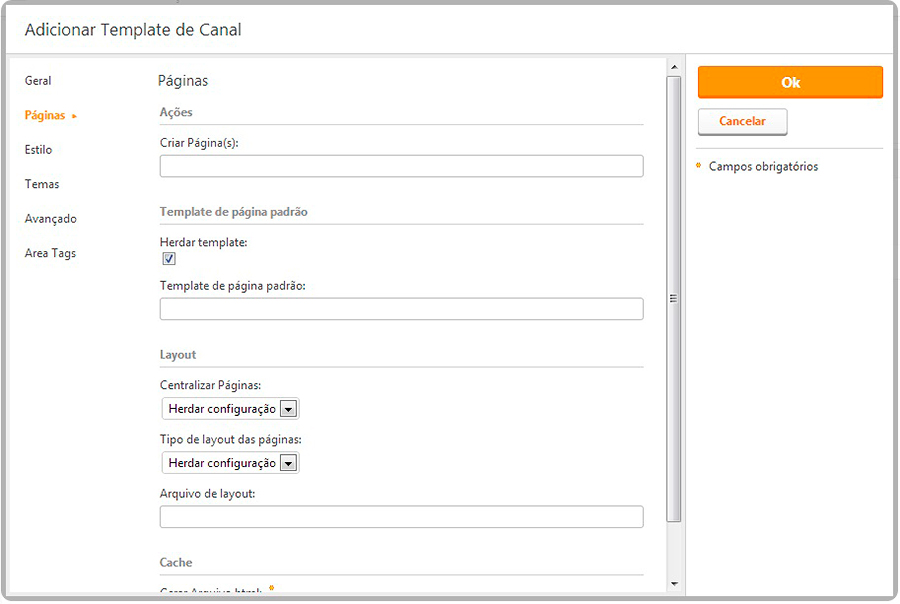 Adicionar Template de Canal
Geral
Páginas
Estilo
Temas
Avançado
Area Tags
Páginas
Ações
Criar Página(s):
Template de página padrão
Herdar template:
Template de página padrão:
Layout
Centralizar Páginas:
Herdar configuração
Tipo de layout das páginas:
Herdar configuração
Arquivo de layout:
Cache
Ok
Cancelar
* Campos obrigatórios